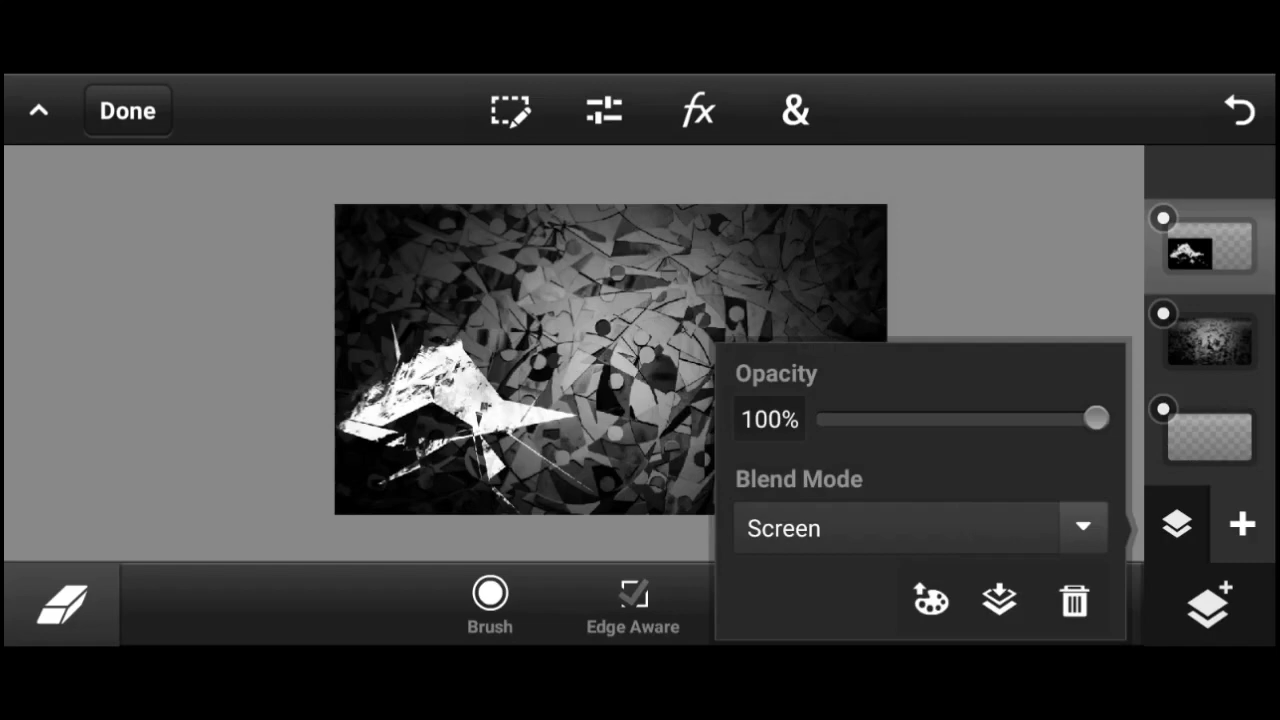 Done
fx
&
Opacity
100%
Blend Mode
Screen
Brush
Edge Aware